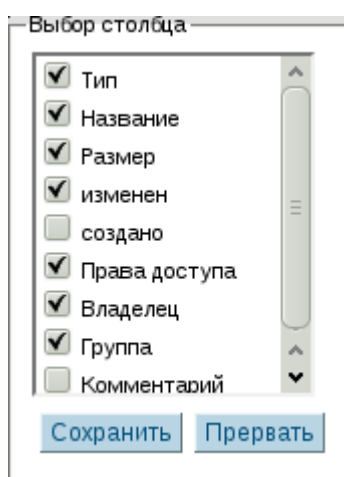 Выбор столбца
Тип
Название
Размер
изменен
создано
Права доступа
Владелец
Группа
Комментарий
Сохранить Прервать